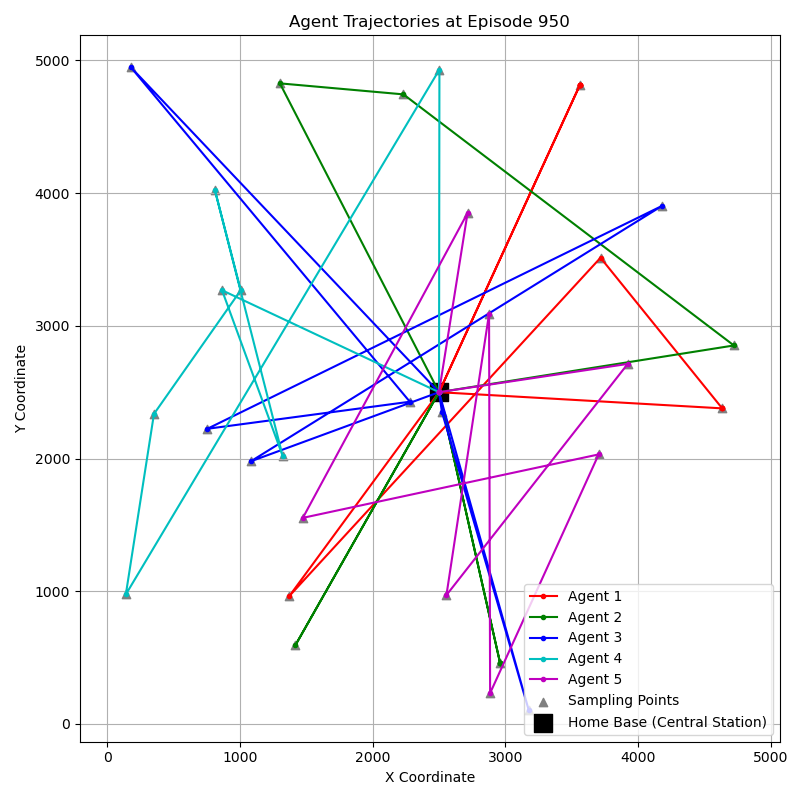 Agent Trajectories at Episode 950
Y Coordinate
5000
4000
3000
2000
1000
0
0 1000 2000 3000 4000 5000
X Coordinate
Agent 1
Agent 2
Agent 3
Agent 4
Agent 5
Sampling Points
Home Base (Central Station)